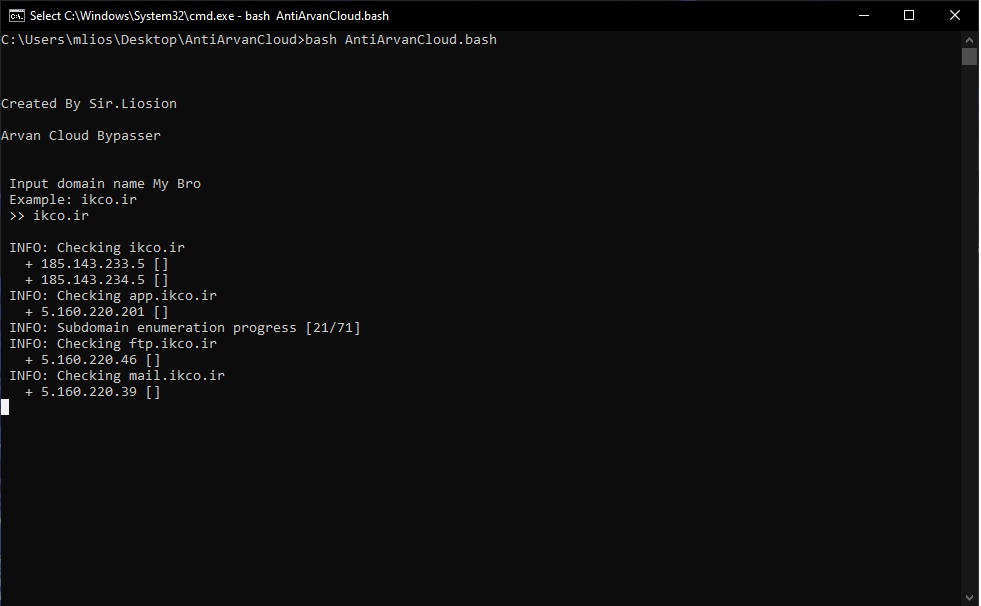 Select C:\Windows\System32\cmd.exe - bash  AntiArvanCloud.bash
C:\Users\mlios\Desktop\AntiArvanCloud>bash AntiArvanCloud.bash
Created By Sir.Liosion
Arvan Cloud Bypasser
Input domain name My Bro
Example: ikco.ir
>> ikco.ir
INFO: Checking ikco.ir
+ 185.143.233.5 []
+ 185.143.234.5 []
INFO: Checking app.ikco.ir
+ 5.160.220.201 []
INFO: Subdomain enumeration progress [21/71]
INFO: Checking ftp.ikco.ir
+ 5.160.220.46 []
INFO: Checking mail.ikco.ir
+ 5.160.220.39 []